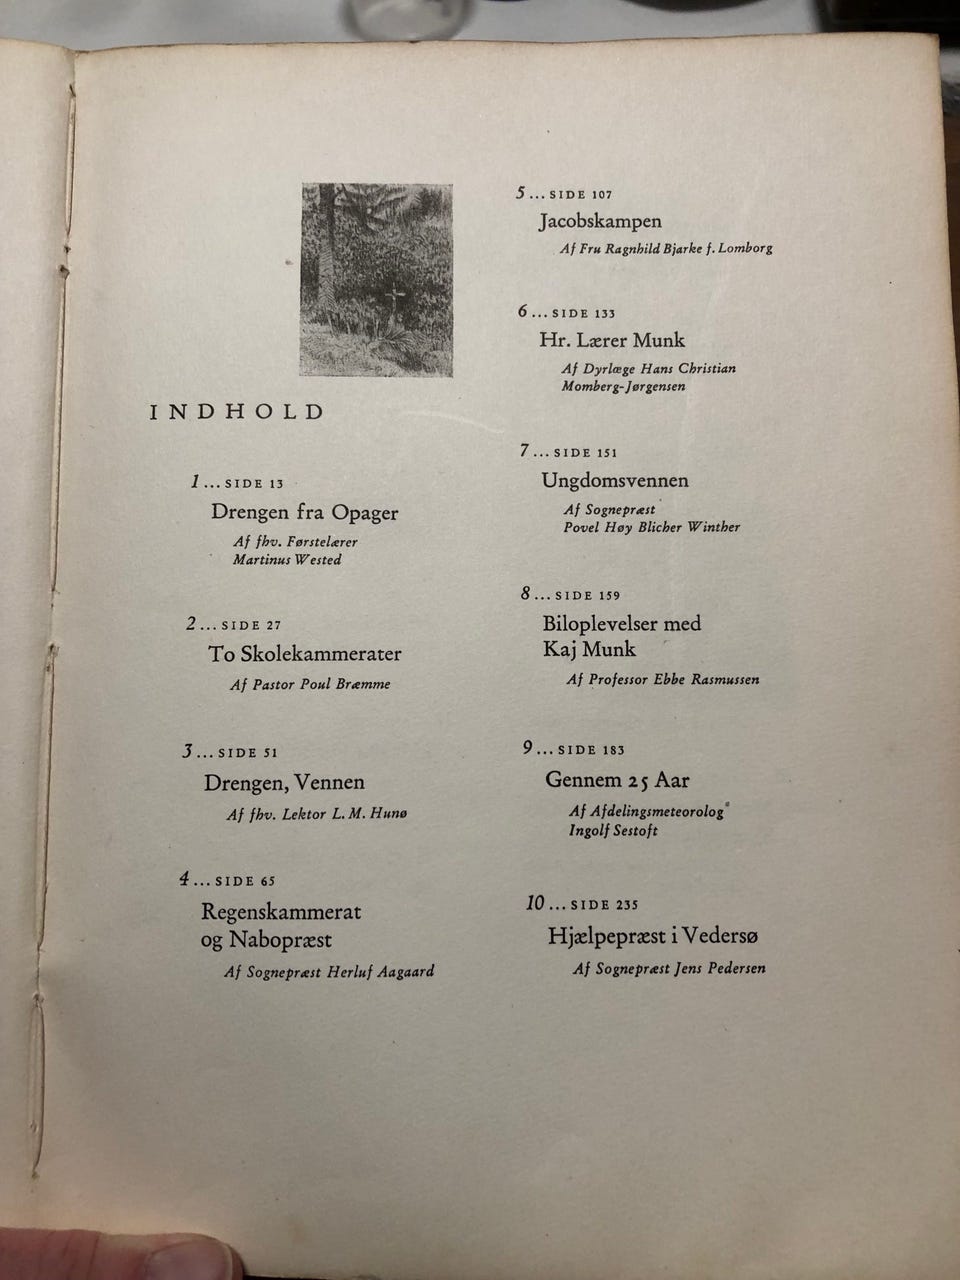 INDHOLD
1... SIDE 13
Drengen fra Opager
Af fhv. Førstelærer
Martinus Wested
2... SIDE 27
To Skolekammerater
Af Pastor Poul Bræmme
3... SIDE 51
Drengen, Vennen
Af fhv. Lektor L. M. Hunø
4... SIDE 65
Regenskammerat
og Nabopræst
Af Sognepræst Herluf Aagaard
5... SIDE 107
Jacobskampen
Af Fru Ragnhild Bjarke f. Lomborg
6... SIDE 133
Hr. Lærer Munk
Af Dyrlæge Hans Christian
Momberg-Jørgensen
7... SIDE 151
Ungdomsvennen
Af Sognepræst
Povel Høy Blicher Winther
8... SIDE 159
Biloplevelser med
Kaj Munk
Af Professor Ebbe Rasmussen
9... SIDE 183
Gennem 25 Aar
Af Afdelingsmeteorolog
Ingolf Sestoft
10... SIDE 235
Hjælpepræst i Vedersø
Af Sognepræst Jens Pedersen